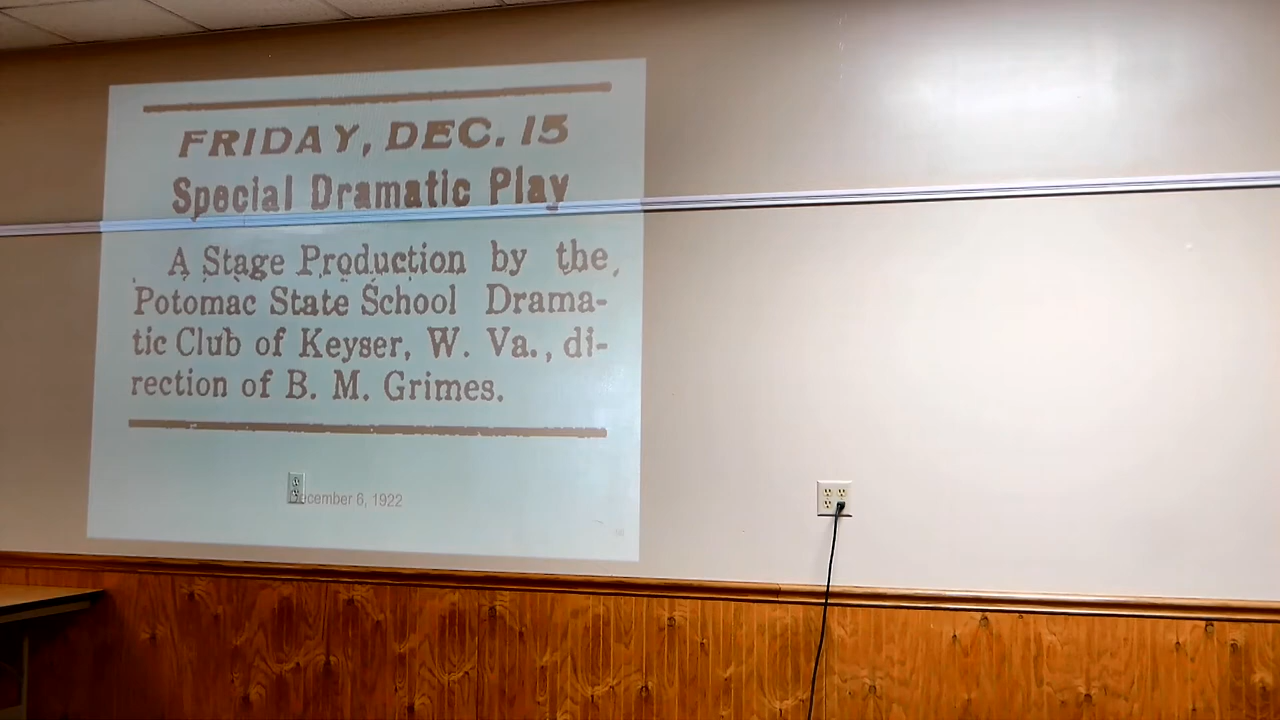 FRIDAY, DEC. 15
Special Dramatic Play
A Stage Production by the
Potomac State School Drama-
tic Club of Keyser, W. Va., di-
rection of B. M. Grimes.
December 6, 1922